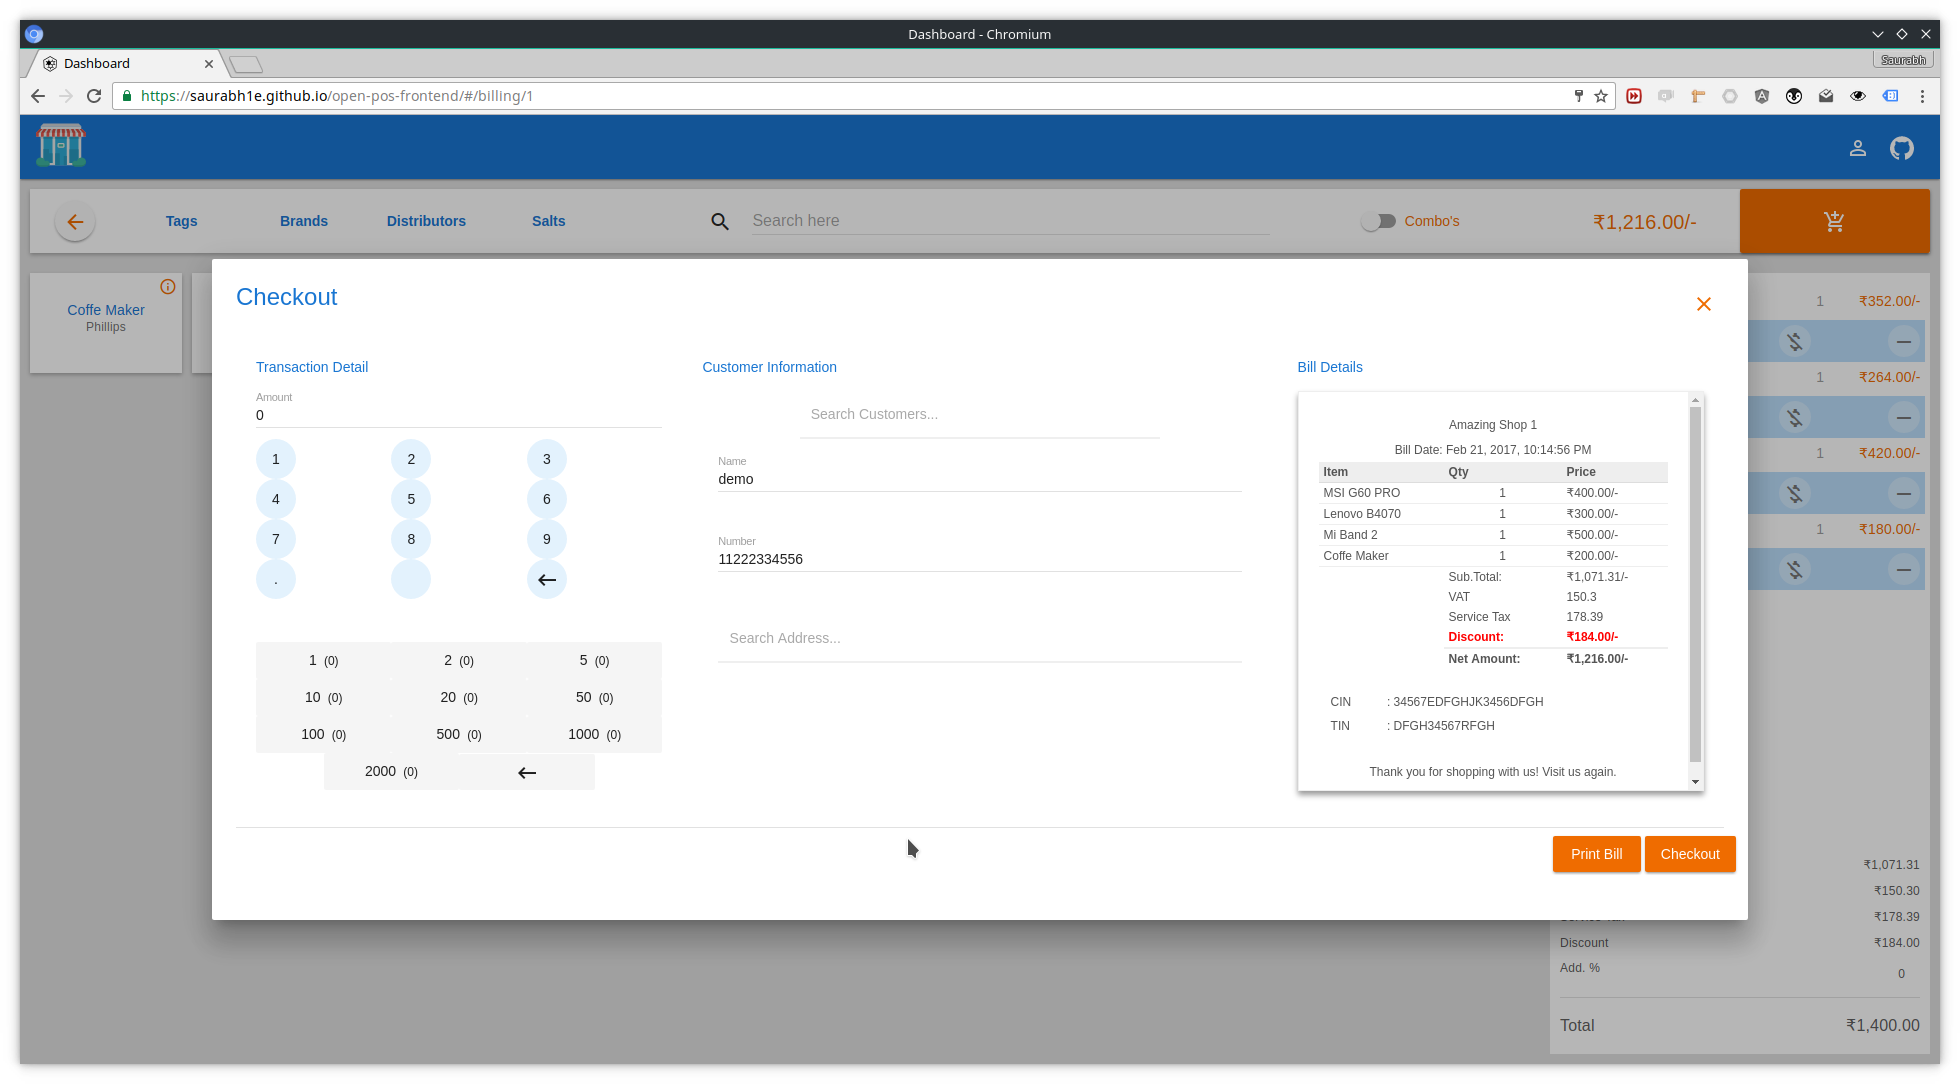 Dashboard - Chromium
Dashboard
Saurabh
https://saurabh1e.github.io/open-pos-frontend/#/billing/1
Tags Brands Distributors Salts Search here Combo's ₹1,216.00/-
Coffe Maker
Phillips
1 ₹352.00/-
1 ₹264.00/-
1 ₹420.00/-
1 ₹180.00/-
Checkout
Transaction Detail
Amount
0
1 2 3
4 5 6
7 8 9
.
1 (0) 2 (0) 5 (0)
10 (0) 20 (0) 50 (0)
100 (0) 500 (0) 1000 (0)
2000 (0)
Customer Information
Search Customers...
Name
demo
Number
11222334556
Search Address...
Bill Details
Amazing Shop 1
Bill Date: Feb 21, 2017, 10:14:56 PM
Item Qty Price
MSI G60 PRO 1 ₹400.00/-
Lenovo B4070 1 ₹300.00/-
Mi Band 2 1 ₹500.00/-
Coffe Maker 1 ₹200.00/-
Sub.Total: ₹1,071.31/-
VAT 150.3
Service Tax 178.39
Discount: ₹184.00/-
Net Amount: ₹1,216.00/-
CIN : 34567EDFGHJK3456DFGH
TIN : DFGH34567RFGH
Thank you for shopping with us! Visit us again.
Print Bill Checkout
₹1,071.31
₹150.30
₹178.39
Discount ₹184.00
Add. % 0
Total ₹1,400.00